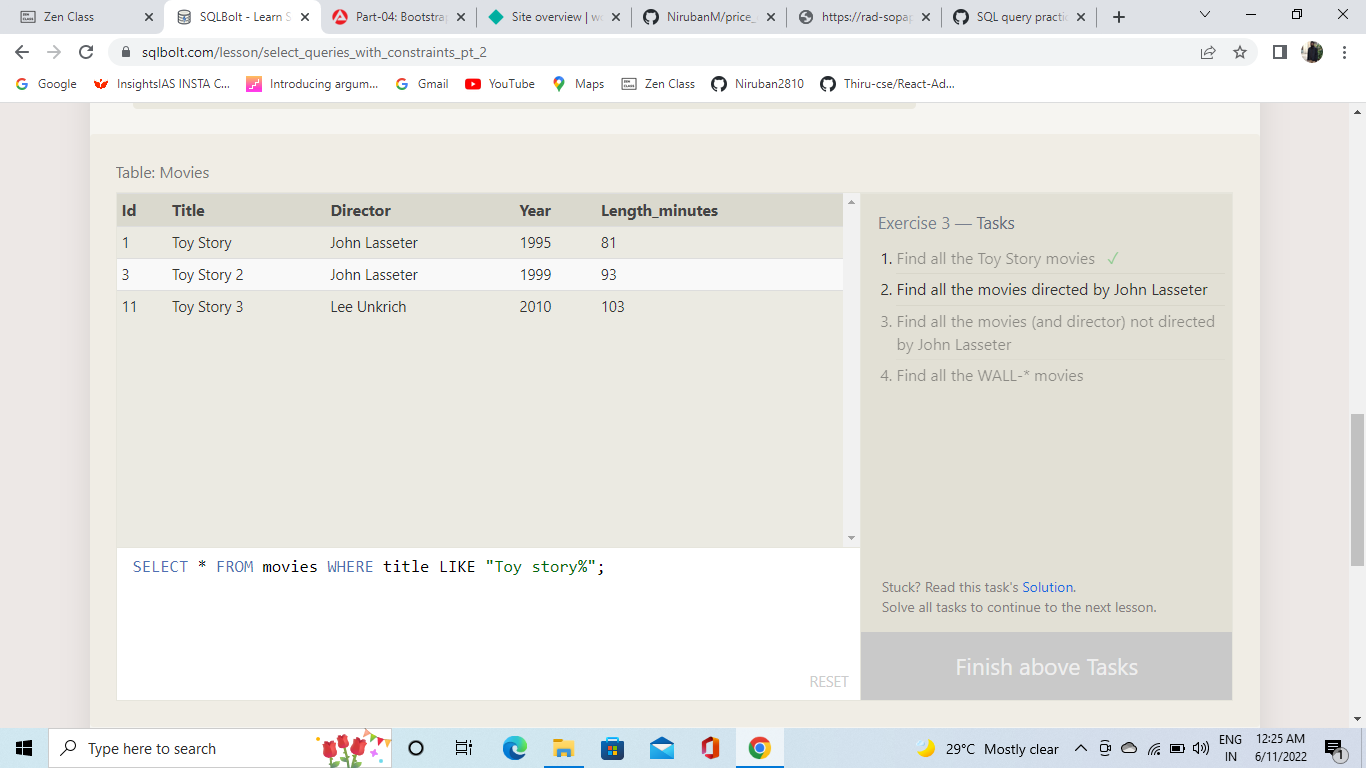 Zen Class
SQLBolt - Learn S
Part-04: Bootstra
Site overview | w
NirubanM/price_
https://rad-sopap
SQL query practic
sqlbolt.com/lesson/select_queries_with_constraints_pt_2
Google
InsightsIAS INSTA C...
Introducing argum...
Gmail
YouTube
Maps
Zen Class
Niruban2810
Thiru-cse/React-Ad...
Table: Movies
Id Title Director Year Length_minutes
1 Toy Story John Lasseter 1995 81
3 Toy Story 2 John Lasseter 1999 93
11 Toy Story 3 Lee Unkrich 2010 103
SELECT * FROM movies WHERE title LIKE "Toy story%";
RESET
Exercise 3 — Tasks
1. Find all the Toy Story movies ✓
2. Find all the movies directed by John Lasseter
3. Find all the movies (and director) not directed
by John Lasseter
4. Find all the WALL-* movies
Stuck? Read this task's Solution.
Solve all tasks to continue to the next lesson.
Finish above Tasks
Type here to search
29°C Mostly clear
ENG
IN
12:25 AM
6/11/2022
1